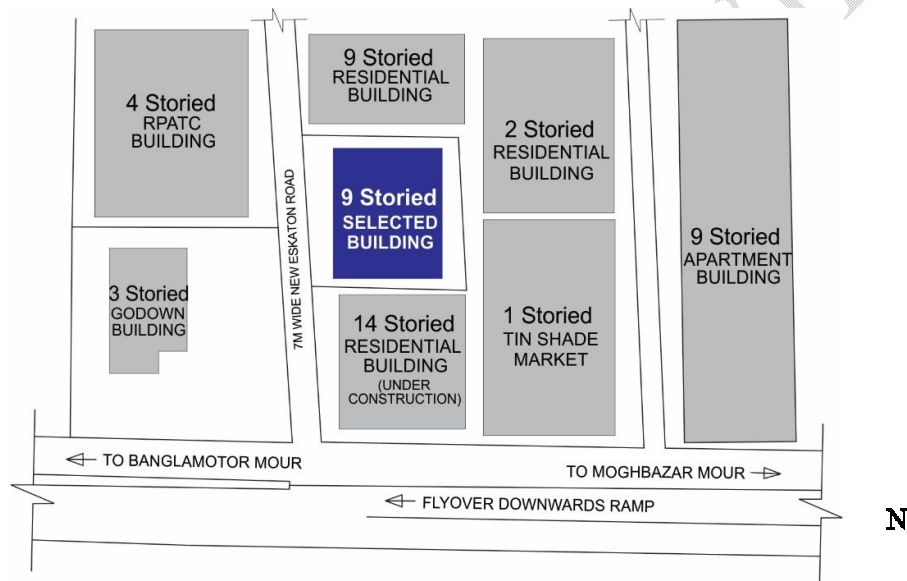 4 Storied
RPATC
BUILDING
9 Storied
RESIDENTIAL
BUILDING
2 Storied
RESIDENTIAL
BUILDING
9 Storied
SELECTED
BUILDING
7M WIDE NEW ESKATON ROAD
9 Storied
APARTMENT
BUILDING
3 Storied
GODOWN
BUILDING
14 Storied
RESIDENTIAL
BUILDING
(UNDER
CONSTRUCTION)
1 Storied
TIN SHADE
MARKET
TO BANGLAMOTOR MOUR
TO MOGHBAZAR MOUR
FLYOVER DOWNWARDS RAMP
N